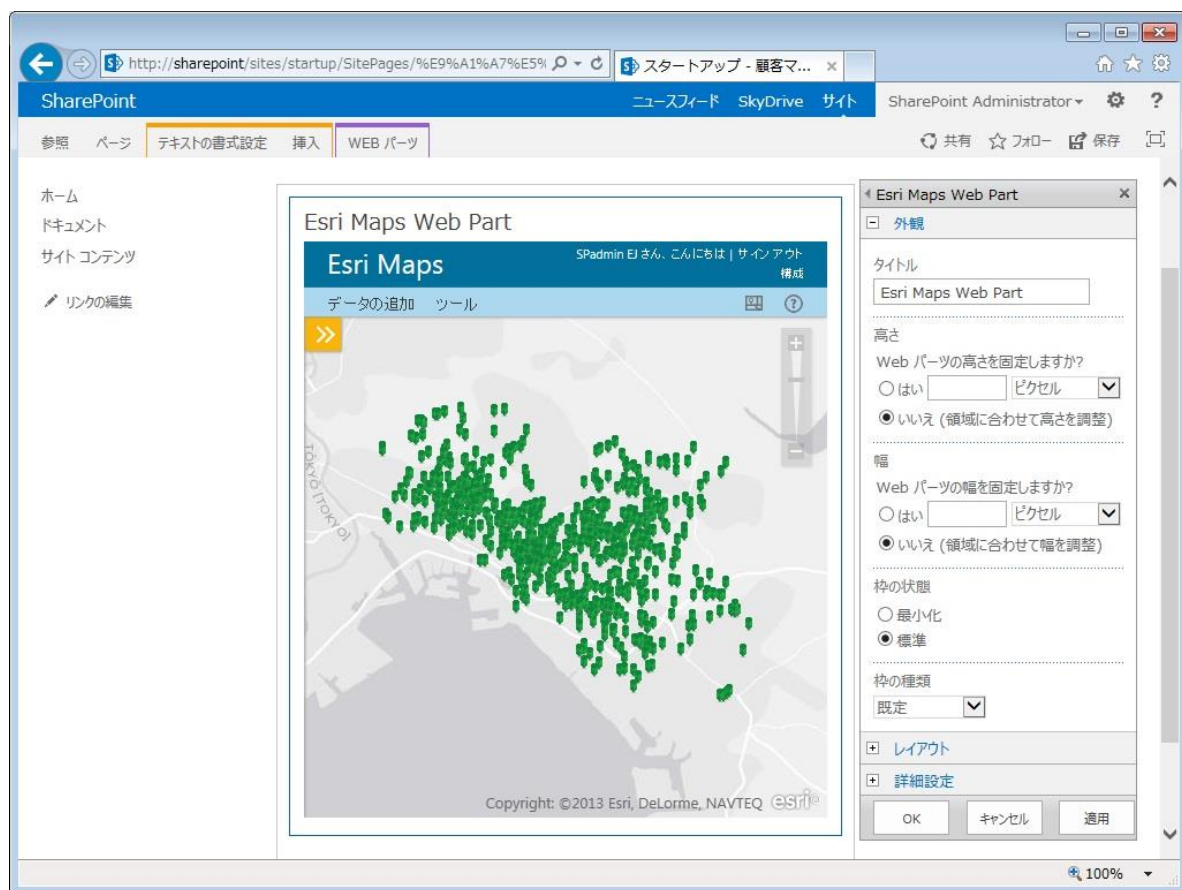 http://sharepoint/sites/startup/SitePages/%E9%A1%A7%E5%
スタートアップ - 顧客マ...
SharePoint
ニュースフィード SkyDrive サイト
SharePoint Administrator
?
参照 ページ テキストの書式設定 挿入 WEB パーツ
共有 フォロー 保存
ホーム
ドキュメント
サイト コンテンツ
リンクの編集
Esri Maps Web Part
Esri Maps
SPadmin EJ さん、こんにちは | サインアウト
構成
データの追加 ツール
?
TŌKYŌ [TOKYO]
Copyright: ©2013 Esri, DeLorme, NAVTEQ esri
Esri Maps Web Part
外観
タイトル
Esri Maps Web Part
高さ
Web パーツの高さを固定しますか?
はい ピクセル
いいえ (領域に合わせて高さを調整)
幅
Web パーツの幅を固定しますか?
はい ピクセル
いいえ (領域に合わせて幅を調整)
枠の状態
最小化
標準
枠の種類
既定
レイアウト
詳細設定
OK キャンセル 適用
100%